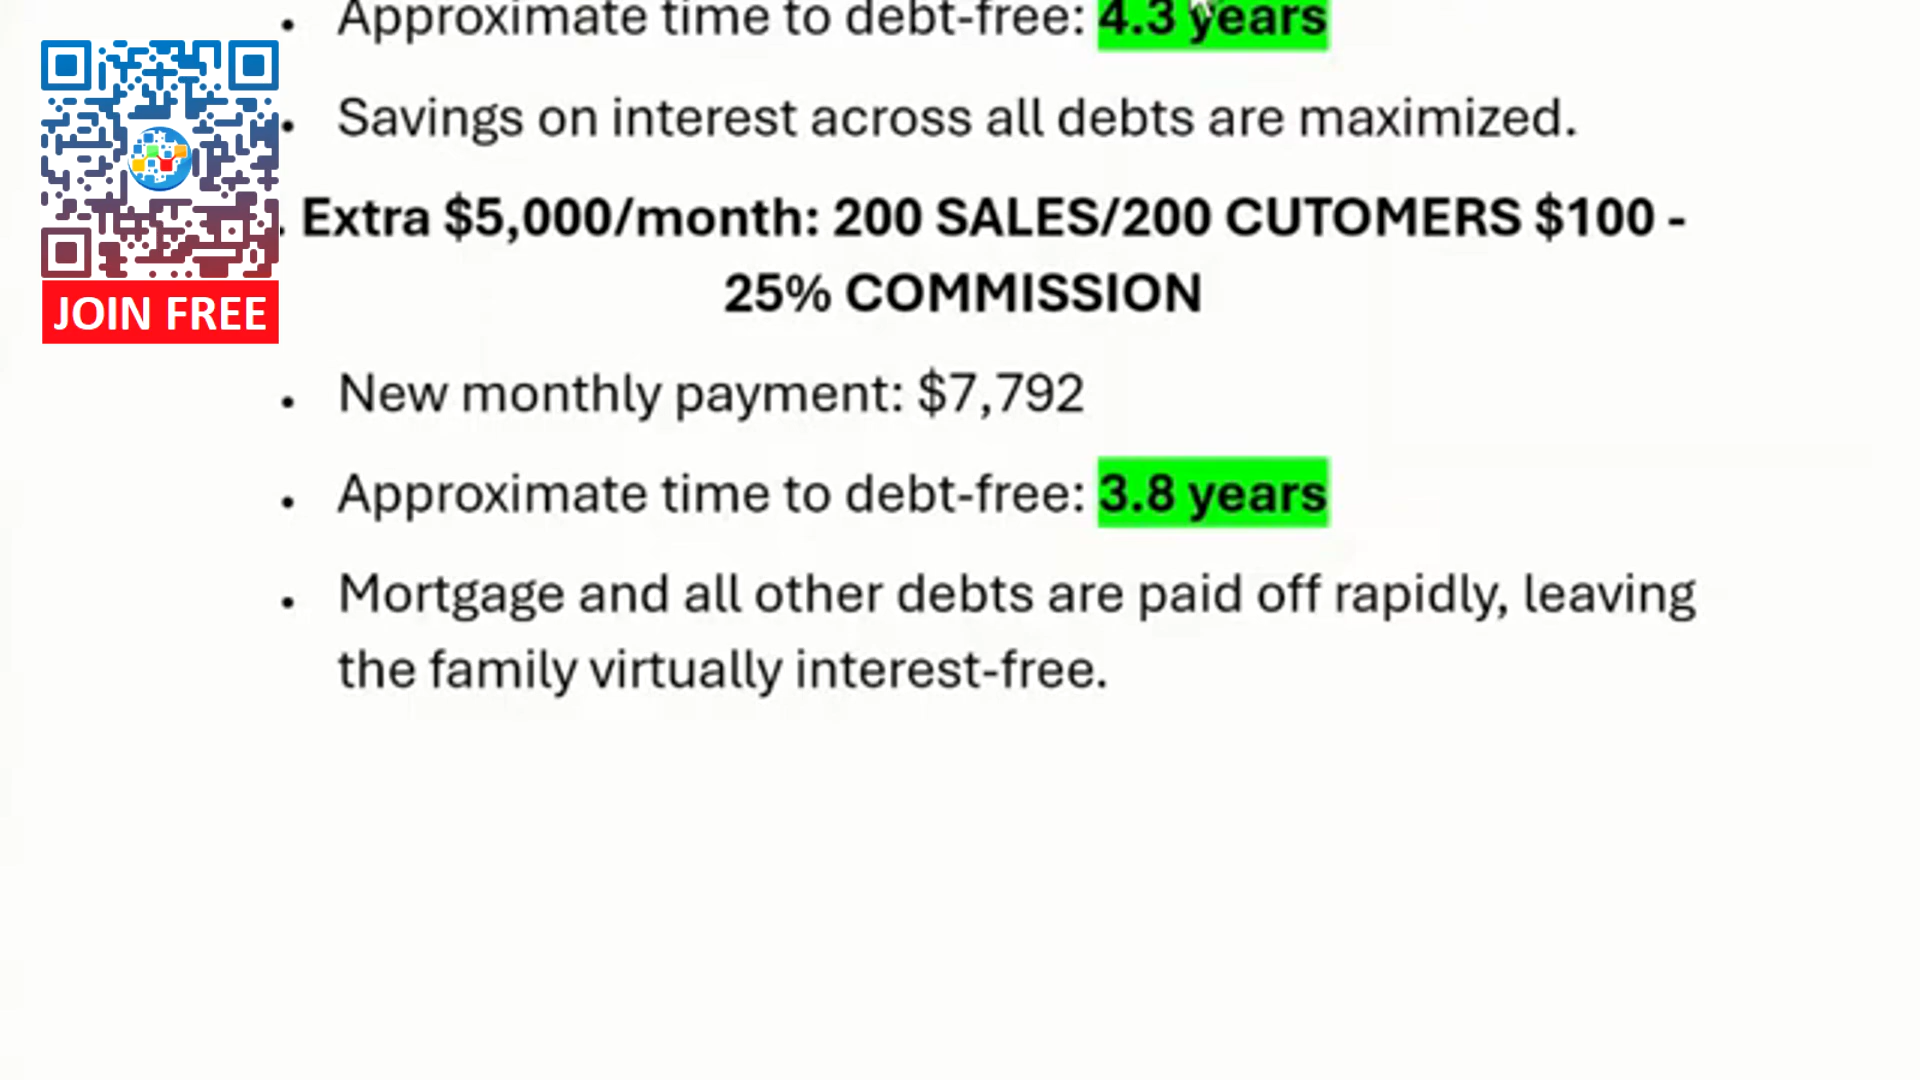 Approximate time to debt-free: 4.3 years
Savings on interest across all debts are maximized.
Extra $5,000/month: 200 SALES/200 CUTOMERS $100 -
25% COMMISSION
JOIN FREE
New monthly payment: $7,792
Approximate time to debt-free: 3.8 years
Mortgage and all other debts are paid off rapidly, leaving
the family virtually interest-free.